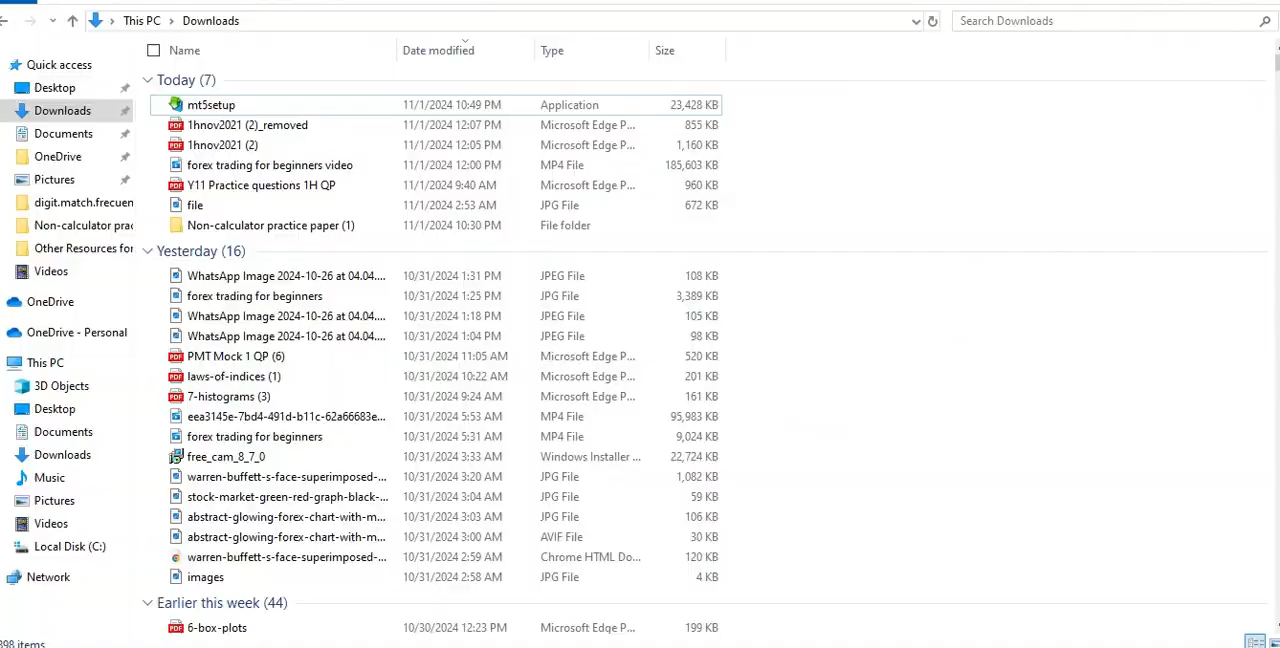 This PC > Downloads
Search Downloads
Name Date modified Type Size
Quick access
Desktop
Downloads
Documents
OneDrive
Pictures
digit.match.frequen
Non-calculator prac
Other Resources for
Videos
OneDrive
OneDrive - Personal
This PC
3D Objects
Desktop
Documents
Downloads
Music
Pictures
Videos
Local Disk (C:)
Network
Today (7)
mt5setup 11/1/2024 10:49 PM Application 23,428 KB
PDF 1hnov2021 (2)_removed 11/1/2024 12:07 PM Microsoft Edge P... 855 KB
PDF 1hnov2021 (2) 11/1/2024 12:05 PM Microsoft Edge P... 1,160 KB
forex trading for beginners video 11/1/2024 12:00 PM MP4 File 185,603 KB
PDF Y11 Practice questions 1H QP 11/1/2024 9:40 AM Microsoft Edge P... 960 KB
file 11/1/2024 2:53 AM JPG File 672 KB
Non-calculator practice paper (1) 11/1/2024 10:30 PM File folder
Yesterday (16)
WhatsApp Image 2024-10-26 at 04.04.... 10/31/2024 1:31 PM JPEG File 108 KB
forex trading for beginners 10/31/2024 1:25 PM JPG File 3,389 KB
WhatsApp Image 2024-10-26 at 04.04.... 10/31/2024 1:18 PM JPEG File 105 KB
WhatsApp Image 2024-10-26 at 04.04.... 10/31/2024 1:04 PM JPEG File 98 KB
PDF PMT Mock 1 QP (6) 10/31/2024 11:05 AM Microsoft Edge P... 520 KB
PDF laws-of-indices (1) 10/31/2024 10:22 AM Microsoft Edge P... 201 KB
PDF 7-histograms (3) 10/31/2024 9:24 AM Microsoft Edge P... 161 KB
eea3145e-7bd4-491d-b11c-62a66683e... 10/31/2024 5:53 AM MP4 File 95,983 KB
forex trading for beginners 10/31/2024 5:31 AM MP4 File 9,024 KB
free_cam_8_7_0 10/31/2024 3:33 AM Windows Installer ... 22,724 KB
warren-buffett-s-face-superimposed-... 10/31/2024 3:20 AM JPG File 1,082 KB
stock-market-green-red-graph-black-... 10/31/2024 3:04 AM JPG File 59 KB
abstract-glowing-forex-chart-with-m... 10/31/2024 3:03 AM JPG File 106 KB
abstract-glowing-forex-chart-with-m... 10/31/2024 3:00 AM AVIF File 30 KB
warren-buffett-s-face-superimposed-... 10/31/2024 2:59 AM Chrome HTML Do... 120 KB
images 10/31/2024 2:58 AM JPG File 4 KB
Earlier this week (44)
PDF 6-box-plots 10/30/2024 12:23 PM Microsoft Edge P... 199 KB
items